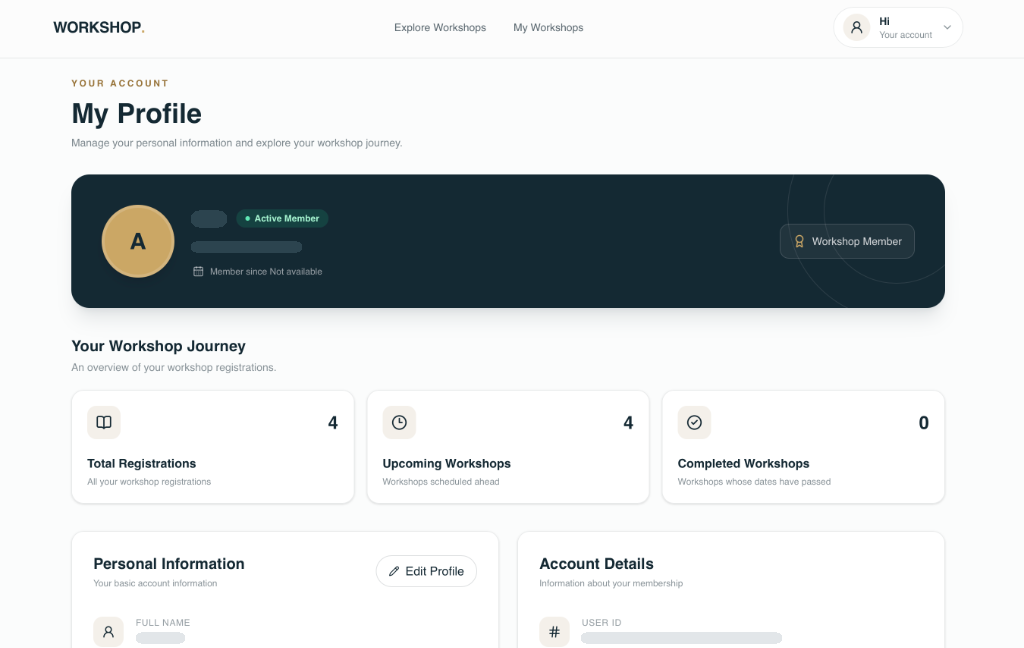 WORKSHOP.
Explore Workshops
My Workshops
Hi
Your account
YOUR ACCOUNT
My Profile
Manage your personal information and explore your workshop journey.
A
Active Member
Member since Not available
Workshop Member
Your Workshop Journey
An overview of your workshop registrations.
4
Total Registrations
All your workshop registrations
4
Upcoming Workshops
Workshops scheduled ahead
0
Completed Workshops
Workshops whose dates have passed
Personal Information
Your basic account information
Edit Profile
FULL NAME
Account Details
Information about your membership
#
USER ID